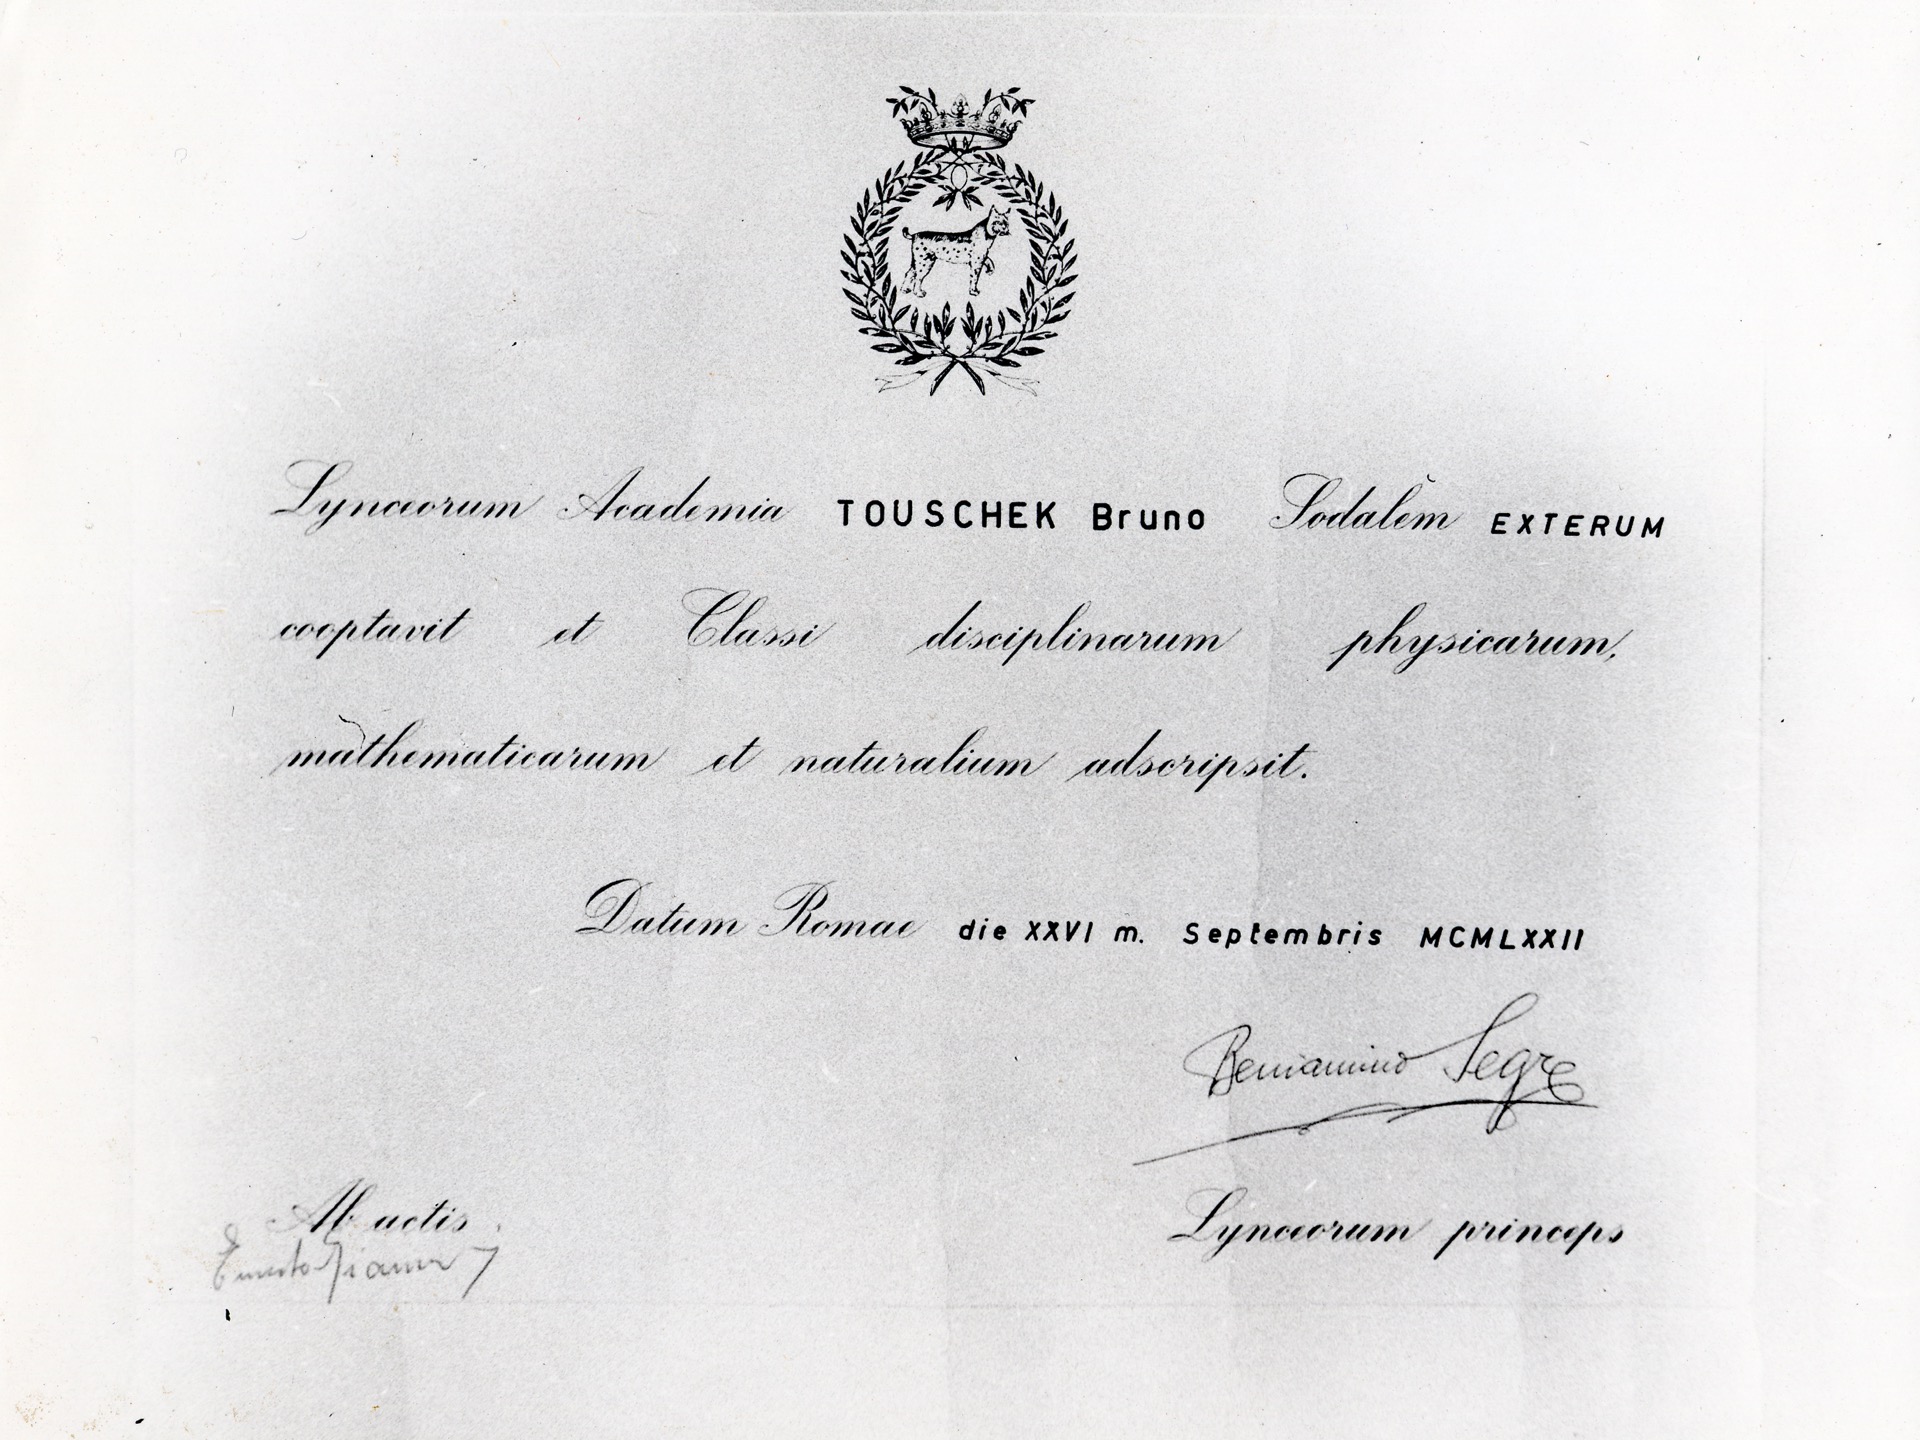 Lynceorum Academia TOUSCHEK Bruno Sodalem EXTERUM
cooptavit et Classi disciplinarum physicarum,
mathematicarum et naturalium adscripsit.
Datum Romae die XXVI m. Septembris MCMLXXII
Beniamino Segre
Ab actis
Lynceorum princeps